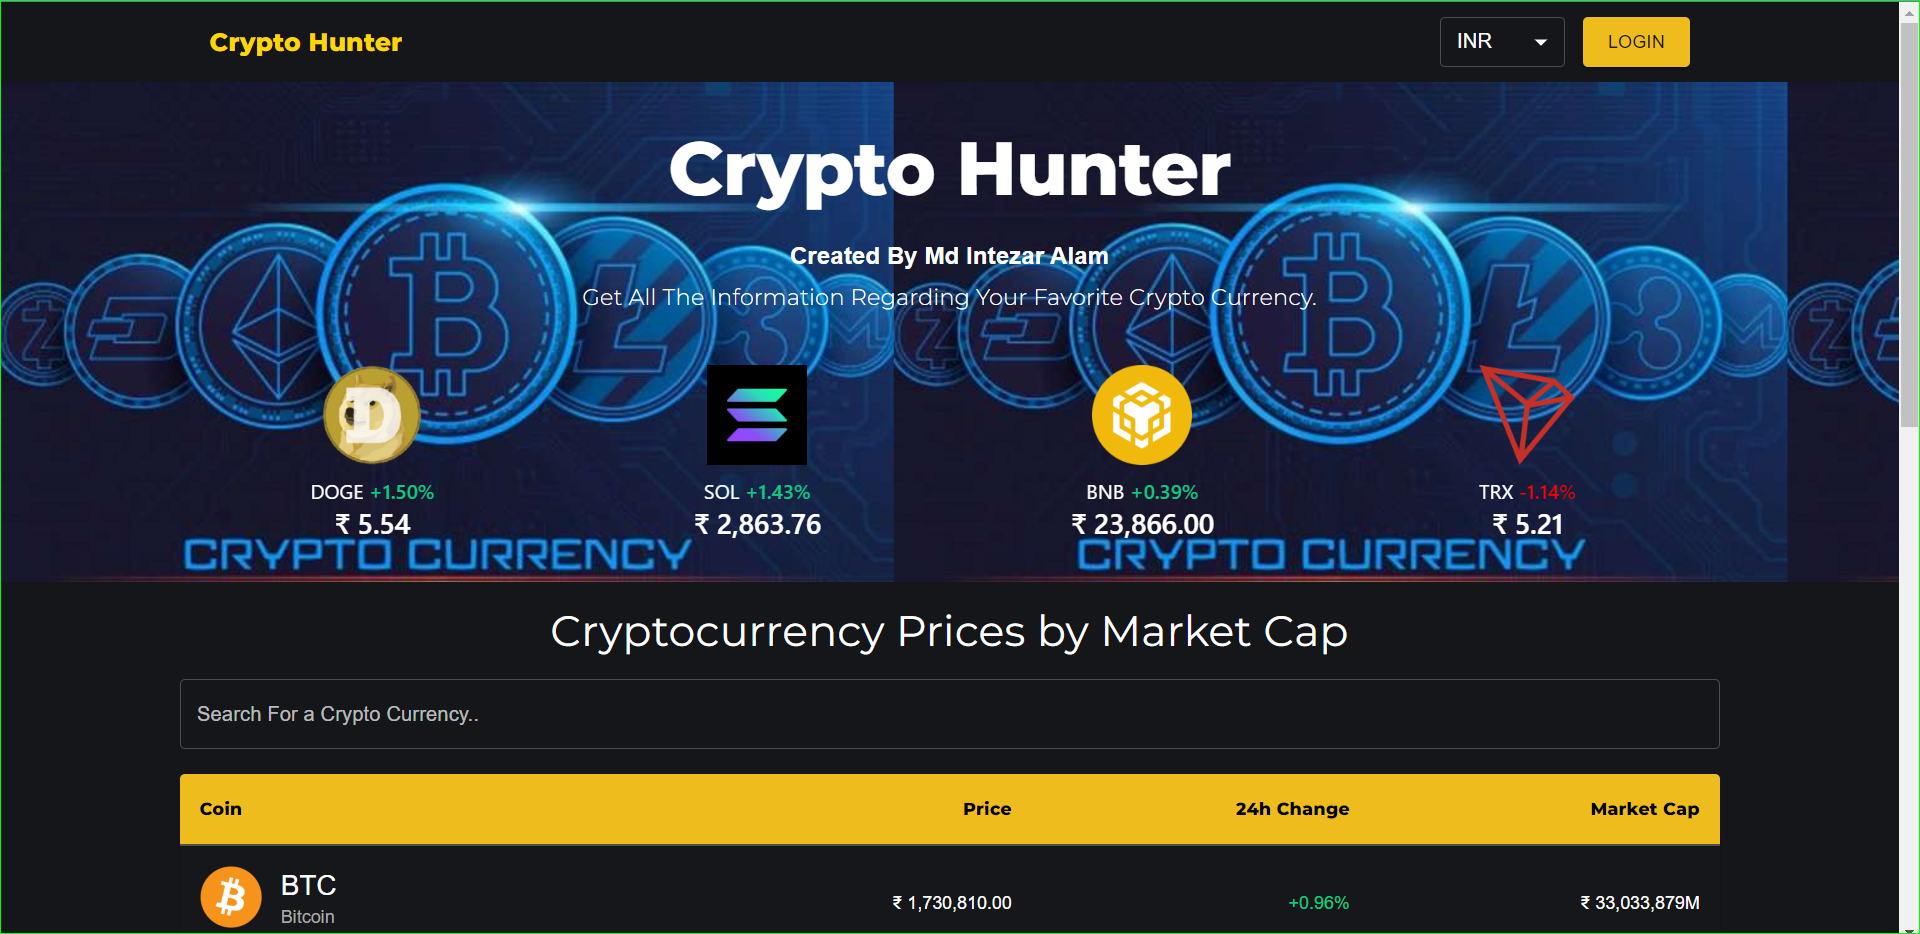 Crypto Hunter
INR
LOGIN
Crypto Hunter
Created By Md Intezar Alam
Get All The Information Regarding Your Favorite Crypto Currency.
DOGE +1.50%
₹ 5.54
SOL +1.43%
₹ 2,863.76
BNB +0.39%
₹ 23,866.00
TRX -1.14%
₹ 5.21
CRYPTO CURRENCY
CRYPTO CURRENCY
Cryptocurrency Prices by Market Cap
Search For a Crypto Currency..
Coin Price 24h Change Market Cap
BTC
Bitcoin
₹ 1,730,810.00 +0.96% ₹ 33,033,879M